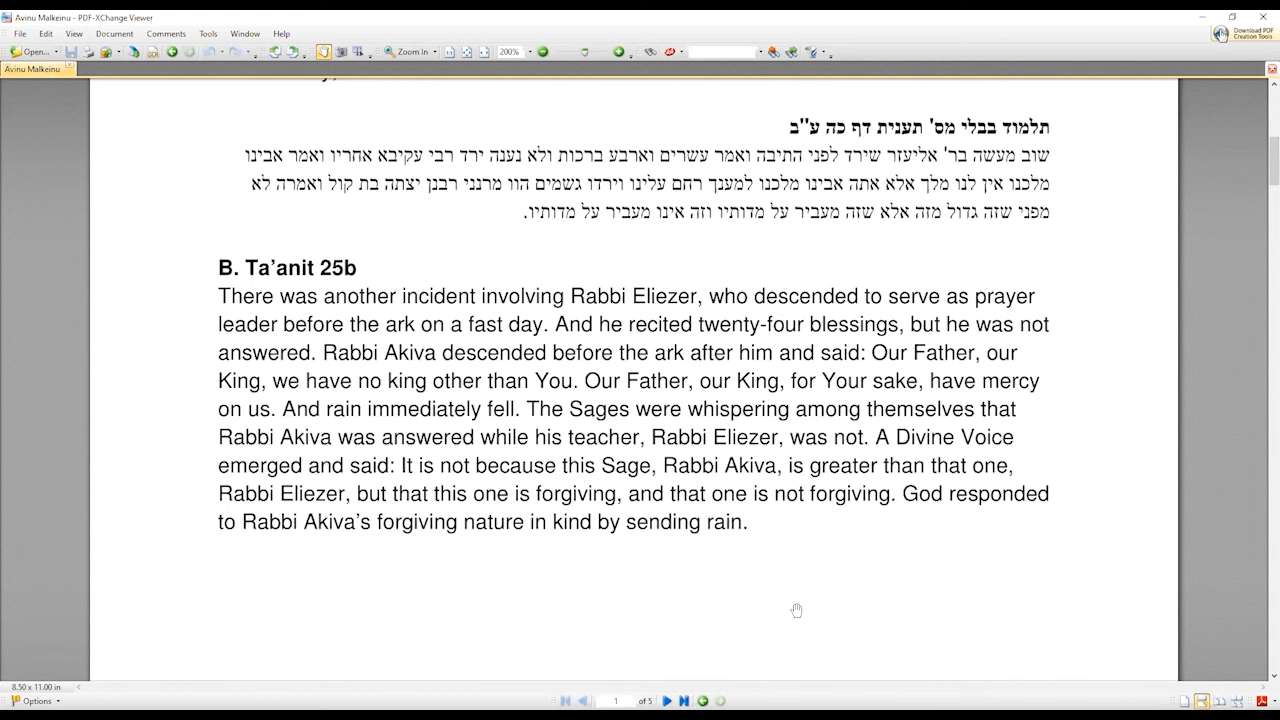 Avinu Malkeinu - PDF-XChange Viewer
File Edit View Document Comments Tools Window Help
Download PDF
Creation Tools
Open... OCR Zoom In 200%
Avinu Malkeinu
תלמוד בבלי מס' תענית דף כה ע"ב
שוב מעשה בר' אליעזר שירד לפני התיבה ואמר עשרים וארבע ברכות ולא נענה ירד רבי עקיבא אחריו ואמר אבינו
מלכנו אין לנו מלך אלא אתה אבינו מלכנו למענך רחם עלינו וירדו גשמים הוו מרנני רבנן יצתה בת קול ואמרה לא
מפני שזה גדול מזה אלא שזה מעביר על מדותיו וזה אינו מעביר על מדותיו.
B. Ta’anit 25b
There was another incident involving Rabbi Eliezer, who descended to serve as prayer
leader before the ark on a fast day. And he recited twenty-four blessings, but he was not
answered. Rabbi Akiva descended before the ark after him and said: Our Father, our
King, we have no king other than You. Our Father, our King, for Your sake, have mercy
on us. And rain immediately fell. The Sages were whispering among themselves that
Rabbi Akiva was answered while his teacher, Rabbi Eliezer, was not. A Divine Voice
emerged and said: It is not because this Sage, Rabbi Akiva, is greater than that one,
Rabbi Eliezer, but that this one is forgiving, and that one is not forgiving. God responded
to Rabbi Akiva’s forgiving nature in kind by sending rain.
8.50 x 11.00 in
Options 1 of 5